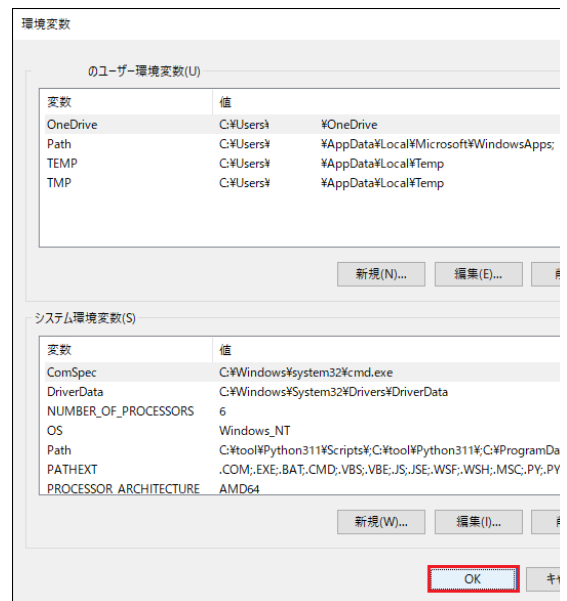 環境変数
のユーザー環境変数(U)
変数 値
OneDrive C:¥Users¥ ¥OneDrive
Path C:¥Users¥ ¥AppData¥Local¥Microsoft¥WindowsApps;
TEMP C:¥Users¥ ¥AppData¥Local¥Temp
TMP C:¥Users¥ ¥AppData¥Local¥Temp
新規(N)... 編集(E)...
システム環境変数(S)
変数 値
ComSpec C:¥Windows¥system32¥cmd.exe
DriverData C:¥Windows¥System32¥Drivers¥DriverData
NUMBER_OF_PROCESSORS 6
OS Windows_NT
Path C:¥tool¥Python311¥Scripts¥;C:¥tool¥Python311¥;C:¥ProgramDa
PATHEXT .COM;.EXE;.BAT;.CMD;.VBS;.VBE;.JS;.JSE;.WSF;.WSH;.MSC;.PY;.PY
PROCESSOR_ARCHITECTURE AMD64
新規(W)... 編集(I)...
OK